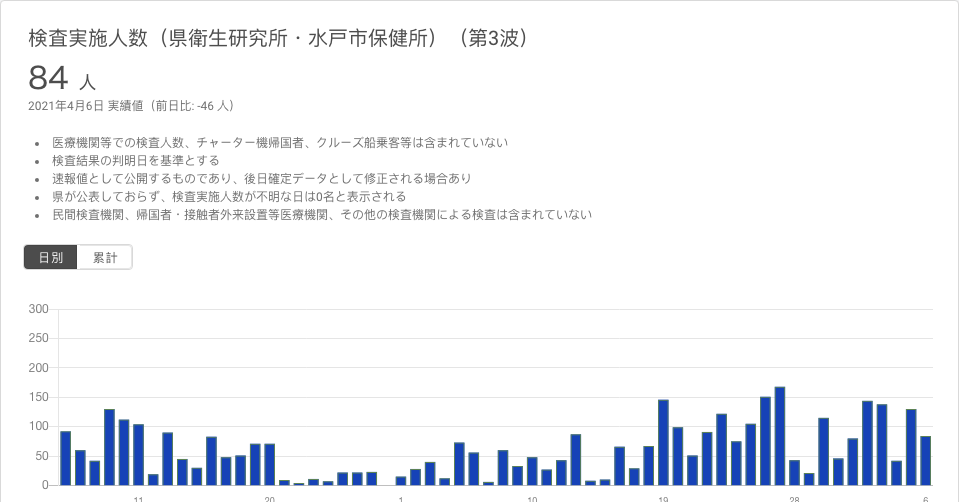 検査実施人数（県衛生研究所・水戸市保健所）（第3波）
84 人
2021年4月6日 実績値（前日比: -46 人）
医療機関等での検査人数、チャーター機帰国者、クルーズ船乗客等は含まれていない
検査結果の判明日を基準とする
速報値として公開するものであり、後日確定データとして修正される場合あり
県が公表しておらず、検査実施人数が不明な日は0名と表示される
民間検査機関、帰国者・接触者外来設置等医療機関、その他の検査機関による検査は含まれていない
日別 累計
300
250
200
150
100
50
0
11 20 1 10 19 28 6